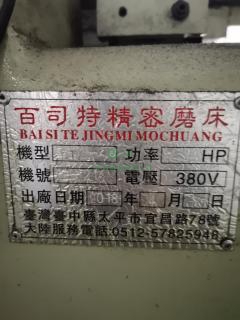 百司特精密磨床
BAI SI TE JINGMI MOCHUANG
機型 功率 HP
機號 電壓 380V
出廠日期 2018 年 月
臺灣臺中縣太平市宜昌路78號
大陸服務電話:0512-57825948